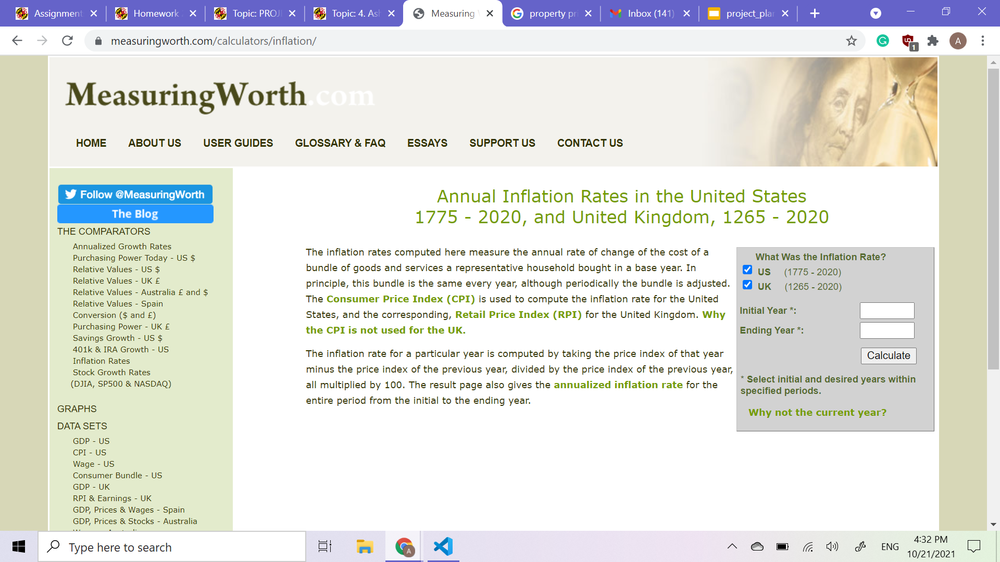 Assignment
Homework
Topic: PROJ
Topic: 4. Ash
Measuring
property pri
Inbox (141)
project_plan
measuringworth.com/calculators/inflation/
A
1
MeasuringWorth.com
HOME ABOUT US USER GUIDES GLOSSARY & FAQ ESSAYS SUPPORT US CONTACT US
Follow @MeasuringWorth
The Blog
THE COMPARATORS
Annualized Growth Rates
Purchasing Power Today - US $
Relative Values - US $
Relative Values - UK £
Relative Values - Australia £ and $
Relative Values - Spain
Conversion ($ and £)
Purchasing Power - UK £
Savings Growth - US $
401k & IRA Growth - US
Inflation Rates
Stock Growth Rates
(DJIA, SP500 & NASDAQ)
GRAPHS
DATA SETS
GDP - US
CPI - US
Wage - US
Consumer Bundle - US
GDP - UK
RPI & Earnings - UK
GDP, Prices & Wages - Spain
GDP, Prices & Stocks - Australia
Annual Inflation Rates in the United States
1775 - 2020, and United Kingdom, 1265 - 2020
The inflation rates computed here measure the annual rate of change of the cost of a
bundle of goods and services a representative household bought in a base year. In
principle, this bundle is the same every year, although periodically the bundle is adjusted.
The Consumer Price Index (CPI) is used to compute the inflation rate for the United
States, and the corresponding, Retail Price Index (RPI) for the United Kingdom. Why
the CPI is not used for the UK.
The inflation rate for a particular year is computed by taking the price index of that year
minus the price index of the previous year, divided by the price index of the previous year,
all multiplied by 100. The result page also gives the annualized inflation rate for the
entire period from the initial to the ending year.
What Was the Inflation Rate?
US (1775 - 2020)
UK (1265 - 2020)
Initial Year *:
Ending Year *:
Calculate
* Select initial and desired years within
specified periods.
Why not the current year?
Type here to search
A
ENG
4:32 PM
10/21/2021